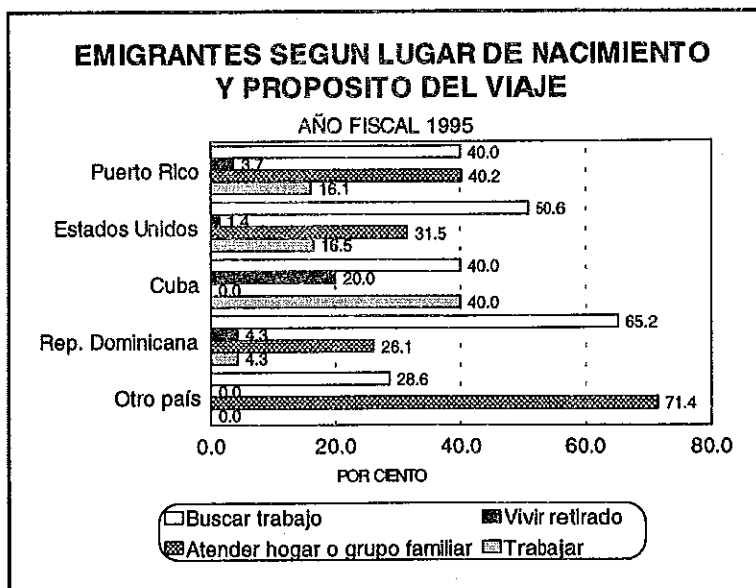 EMIGRANTES SEGUN LUGAR DE NACIMIENTO
Y PROPOSITO DEL VIAJE
AÑO FISCAL 1995
Puerto Rico
40.0
3.7
40.2
16.1
Estados Unidos
50.6
1.4
31.5
16.5
Cuba
40.0
20.0
0.0
40.0
Rep. Dominicana
65.2
4.3
26.1
4.3
Otro país
28.6
0.0
71.4
0.0
0.0 20.0 40.0 60.0 80.0
POR CIENTO
Buscar trabajo Vivir retirado
Atender hogar o grupo familiar Trabajar